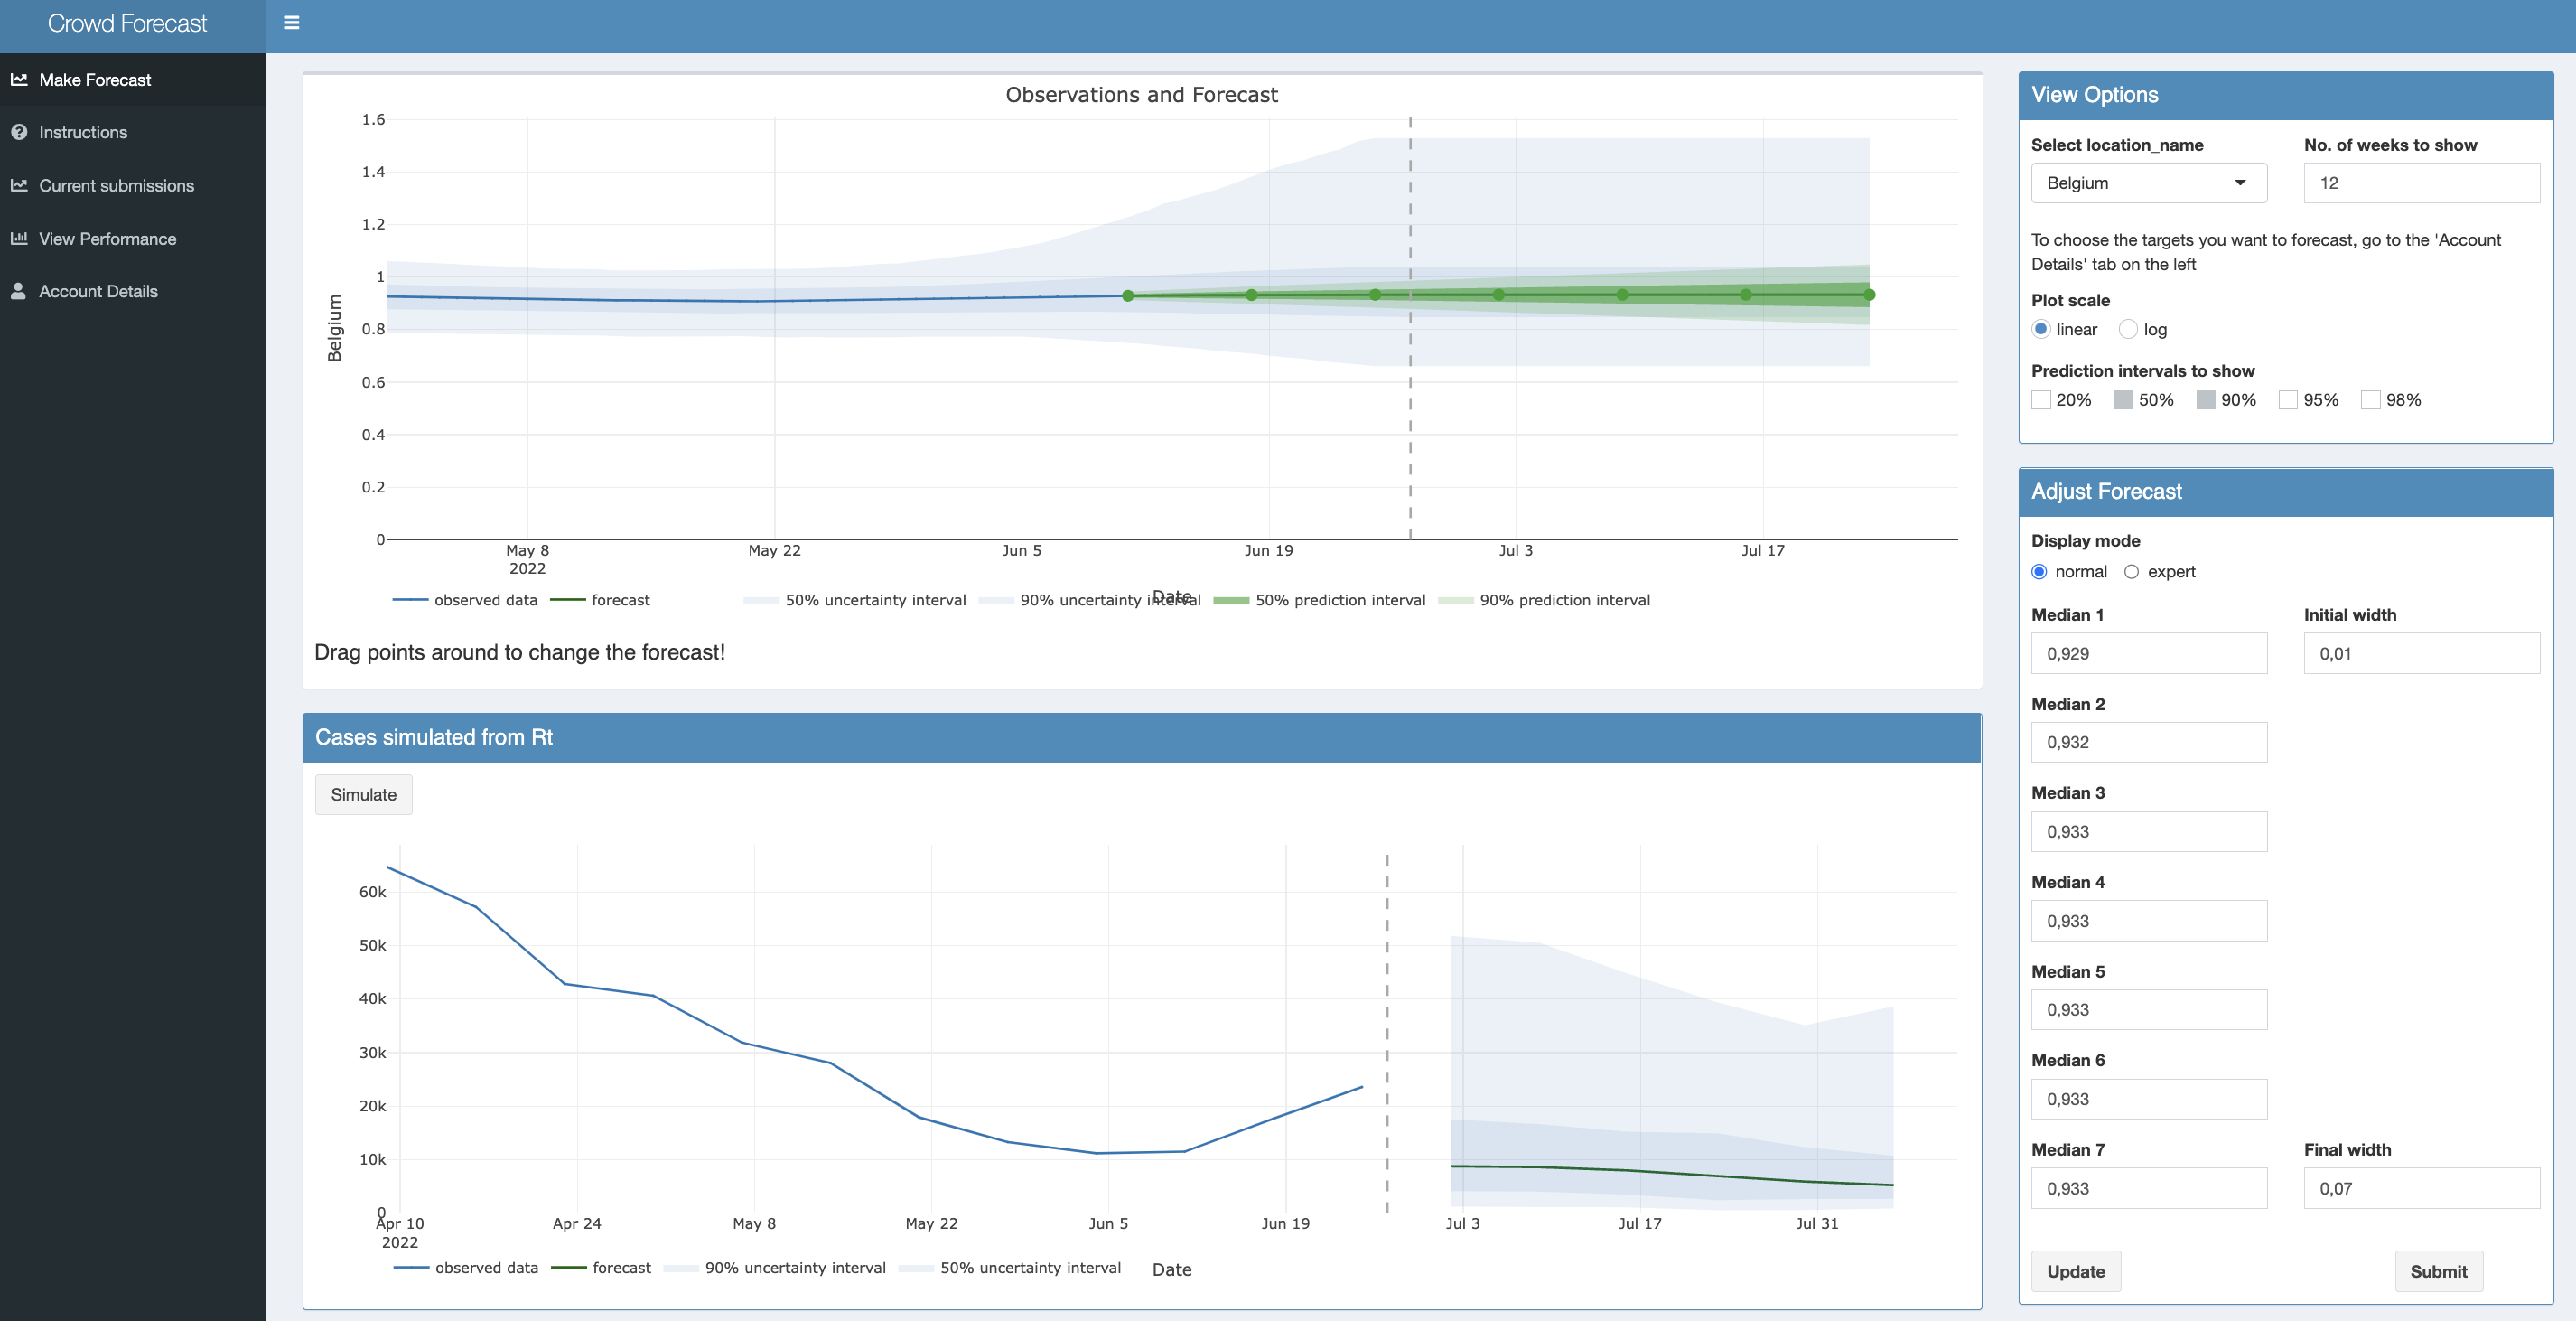 Crowd Forecast
Make Forecast
Instructions
Current submissions
View Performance
Account Details
Observations and Forecast
1.6
1.4
1.2
1
0.8
0.6
0.4
0.2
0
Belgium
May 8
2022
May 22
Jun 5
Jun 19
Jul 3
Jul 17
Date
observed data
forecast
50% uncertainty interval
90% uncertainty interval
50% prediction interval
90% prediction interval
Drag points around to change the forecast!
Cases simulated from Rt
Simulate
60k
50k
40k
30k
20k
10k
0
Apr 10
2022
Apr 24
May 8
May 22
Jun 5
Jun 19
Jul 3
Jul 17
Jul 31
observed data
forecast
90% uncertainty interval
50% uncertainty interval
Date
View Options
Select location_name
Belgium
No. of weeks to show
12
To choose the targets you want to forecast, go to the 'Account
Details' tab on the left
Plot scale
linear
log
Prediction intervals to show
20%
50%
90%
95%
98%
Adjust Forecast
Display mode
normal
expert
Median 1
0,929
Initial width
0,01
Median 2
0,932
Median 3
0,933
Median 4
0,933
Median 5
0,933
Median 6
0,933
Median 7
0,933
Final width
0,07
Update
Submit